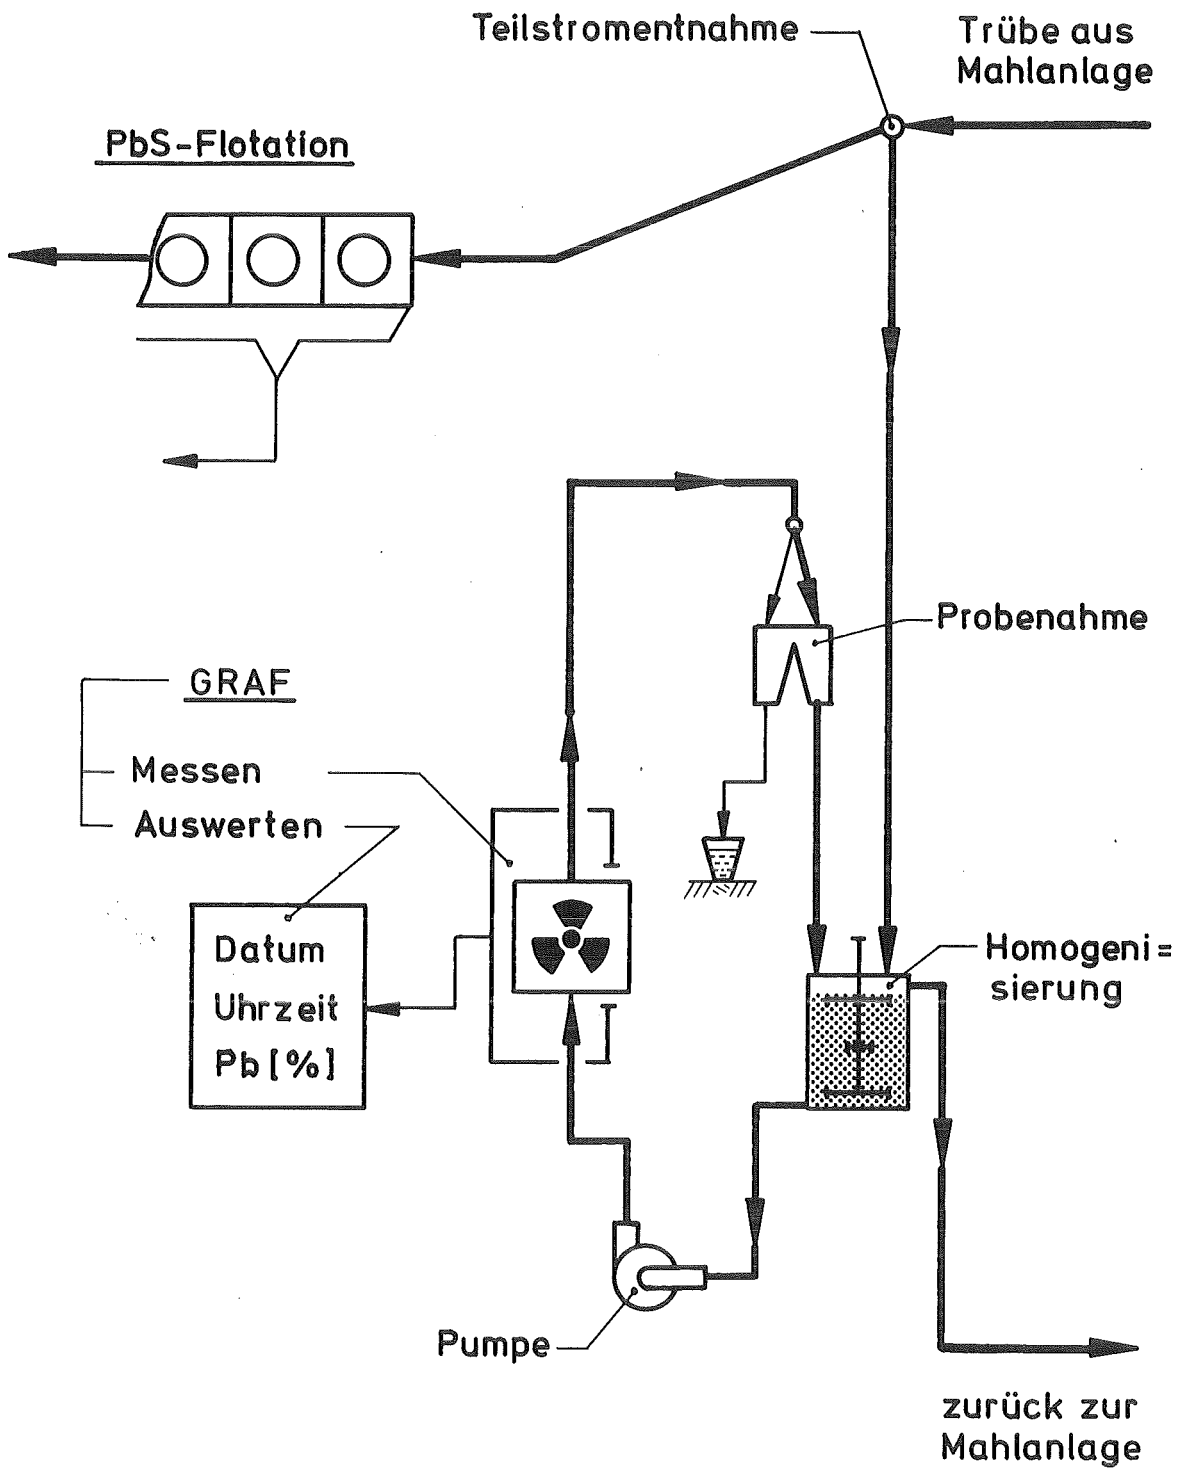 Teilstromentnahme
Trübe aus
Mahlanlage
PbS-Flotation
Probenahme
GRAF
Messen
Auswerten
Datum
Uhrzeit
Pb [%]
Homogeni=
sierung
Pumpe
zurück zur
Mahlanlage